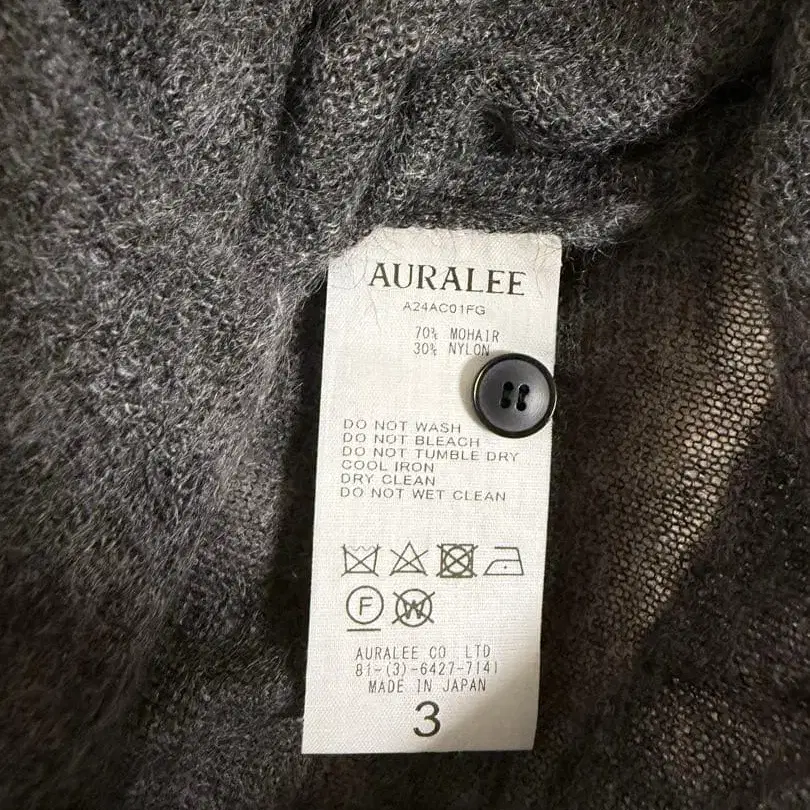 AURALEE
A24AC01FG
70% MOHAIR
30% NYLON
DO NOT WASH
DO NOT BLEACH
DO NOT TUMBLE DRY
COOL IRON
DRY CLEAN
DO NOT WET CLEAN
F W
AURALEE CO LTD
81-(3)-6427-7141
MADE IN JAPAN
3